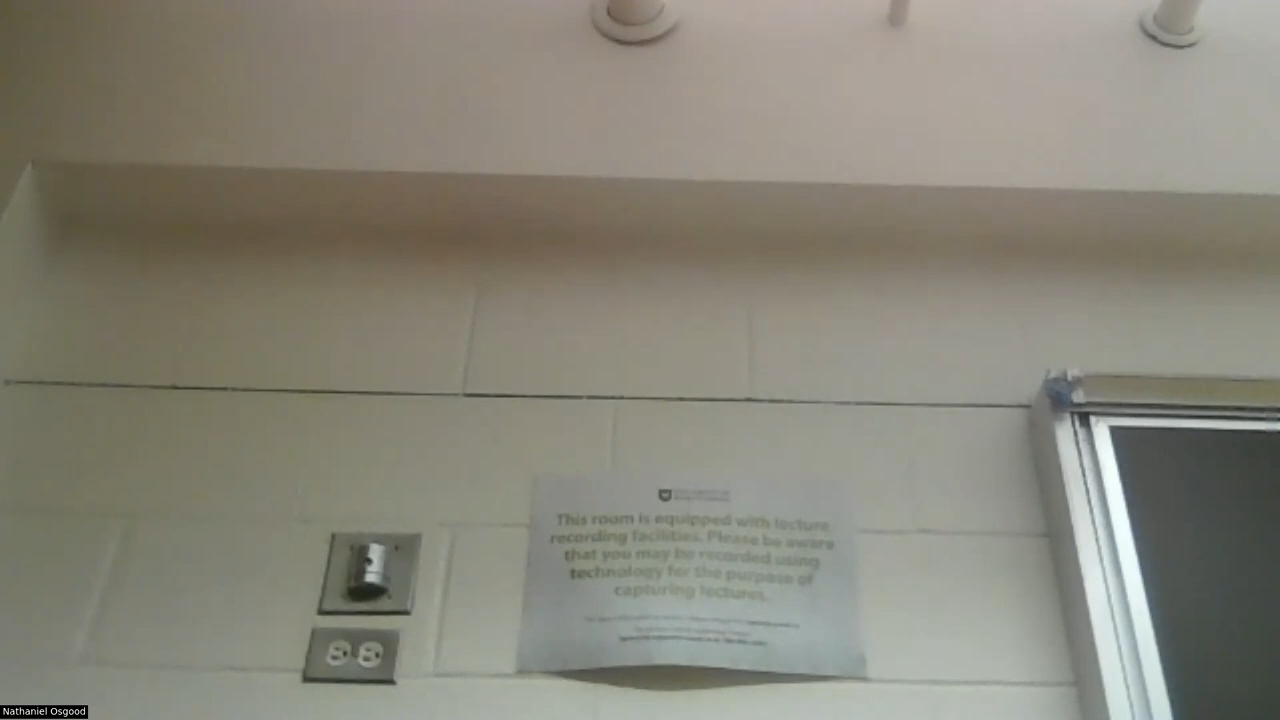 This room is equipped with lecture
recording facilities. Please be aware
that you may be recorded using
technology for the purpose of
capturing lectures.
Nathaniel Osgood